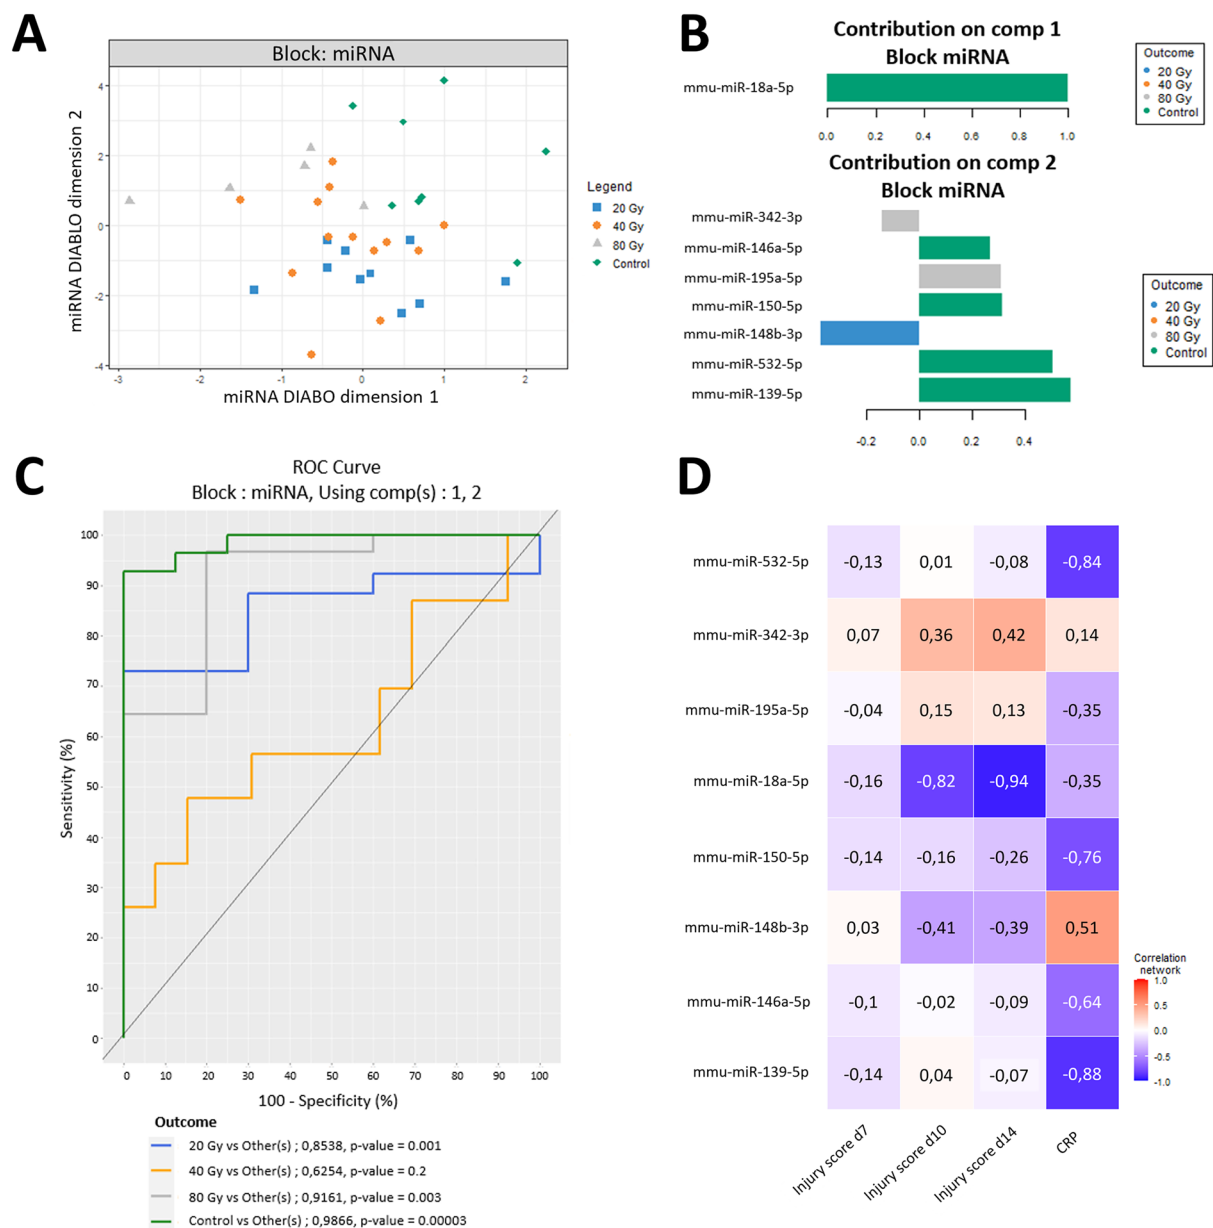 A
Block: miRNA
miRNA DIABLO dimension 2
4
2
0
-2
-4
-3
-2
-1
0
1
2
miRNA DIABO dimension 1
Legend
20 Gy
40 Gy
80 Gy
Control
B
Contribution on comp 1
Block miRNA
mmu-miR-18a-5p
0.0
0.2
0.4
0.6
0.8
1.0
Outcome
20 Gy
40 Gy
80 Gy
Control
Contribution on comp 2
Block miRNA
mmu-miR-342-3p
mmu-miR-146a-5p
mmu-miR-195a-5p
mmu-miR-150-5p
mmu-miR-148b-3p
mmu-miR-532-5p
mmu-miR-139-5p
-0.2
0.0
0.2
0.4
Outcome
20 Gy
40 Gy
80 Gy
Control
C
ROC Curve
Block : miRNA, Using comp(s) : 1, 2
Sensitivity (%)
100
90
80
70
60
50
40
30
20
10
0
0
10
20
30
40
50
60
70
80
90
100
100 - Specificity (%)
Outcome
20 Gy vs Other(s) ; 0,8538, p-value = 0.001
40 Gy vs Other(s) ; 0,6254, p-value = 0.2
80 Gy vs Other(s) ; 0,9161, p-value = 0.003
Control vs Other(s) ; 0,9866, p-value = 0.00003
D
mmu-miR-532-5p -0,13 0,01 -0,08 -0,84
mmu-miR-342-3p 0,07 0,36 0,42 0,14
mmu-miR-195a-5p -0,04 0,15 0,13 -0,35
mmu-miR-18a-5p -0,16 -0,82 -0,94 -0,35
mmu-miR-150-5p -0,14 -0,16 -0,26 -0,76
mmu-miR-148b-3p 0,03 -0,41 -0,39 0,51
mmu-miR-146a-5p -0,1 -0,02 -0,09 -0,64
mmu-miR-139-5p -0,14 0,04 -0,07 -0,88
Injury score d7
Injury score d10
Injury score d14
CRP
Correlation
network
1.0
0.5
0.0
-0.5
-1.0